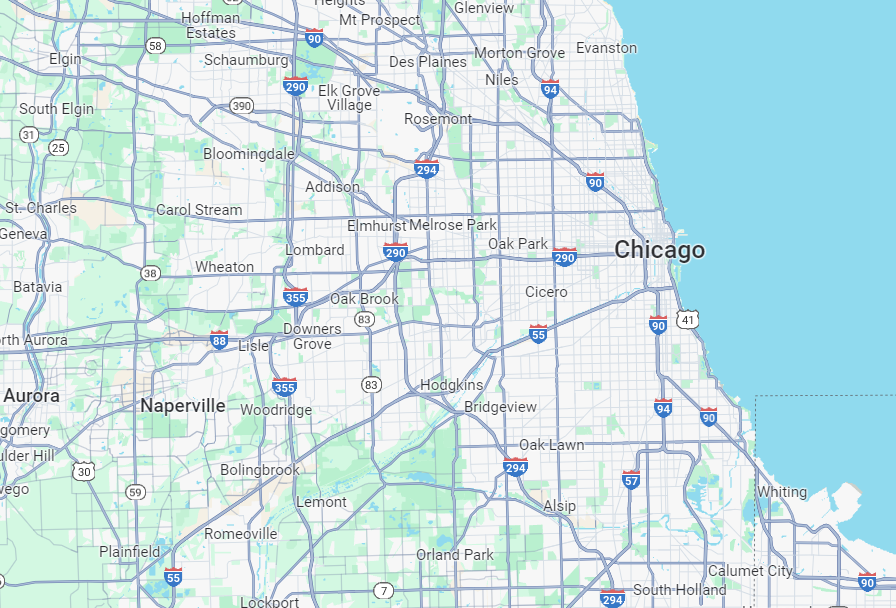 Heights
Glenview
Hoffman
Estates
Mt Prospect
90
58
Morton Grove
Evanston
Elgin
Schaumburg
Des Plaines
Niles
290
Elk Grove
Village
94
South Elgin
390
Rosemont
31
25
Bloomingdale
294
90
Addison
St. Charles
Carol Stream
Elmhurst
Melrose Park
Geneva
Lombard
290
Oak Park
290
Chicago
Wheaton
38
Batavia
355
Oak Brook
Cicero
83
Downers
Grove
55
90
41
orth Aurora
88
Lisle
Aurora
355
83
Hodgkins
Naperville
Woodridge
Bridgeview
94
90
gomery
Oak Lawn
ulder Hill
30
Bolingbrook
294
57
wego
59
Lemont
Alsip
Whiting
Romeoville
Plainfield
Orland Park
55
Calumet City
7
South Holland
90
Lockport
294